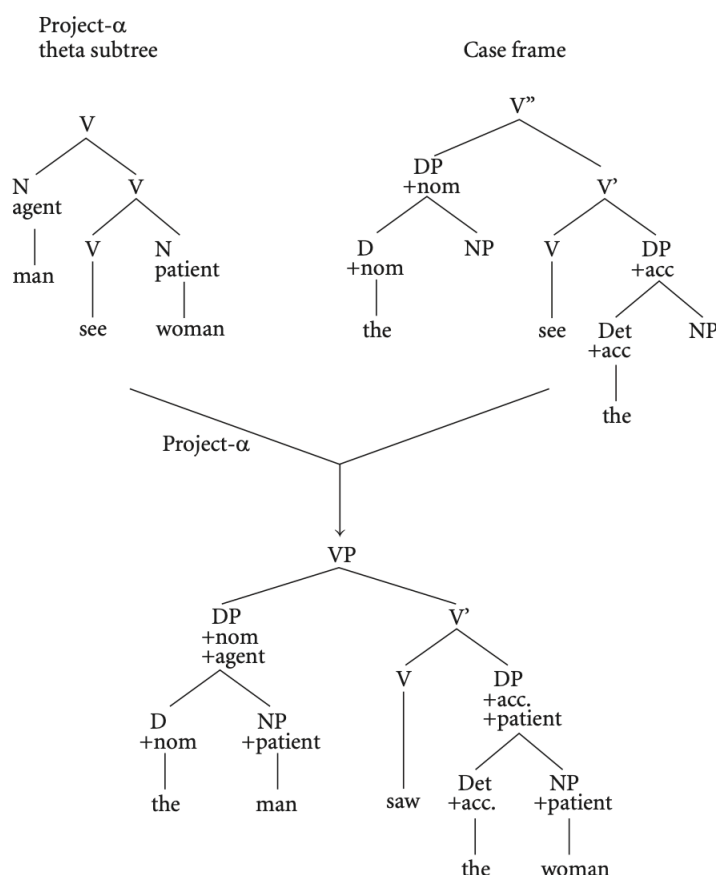 Project-α
theta subtree
Case frame
V
V”
N
agent
V
DP
+nom
V’
man
V
N
patient
D
+nom
NP
V
DP
+acc
see
woman
the
see
Det
+acc
NP
the
Project-α
VP
DP
+nom
+agent
V’
D
+nom
NP
+patient
V
DP
+acc.
+patient
the
man
saw
Det
+acc.
NP
+patient
the
woman